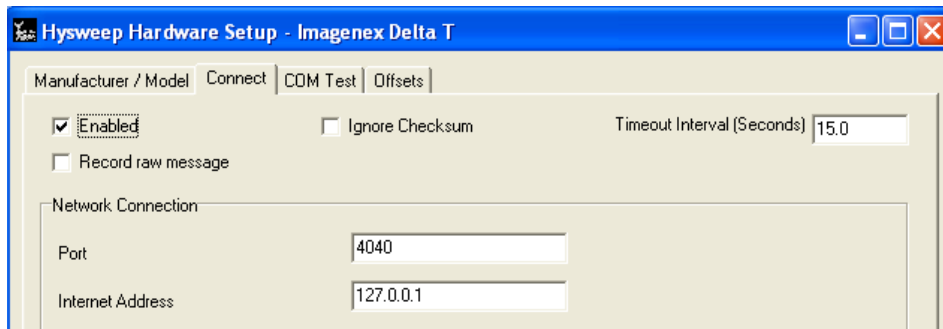 Hysweep Hardware Setup - Imagenex Delta T
Manufacturer / Model Connect COM Test Offsets
Enabled Ignore Checksum Timeout Interval (Seconds) 15.0
Record raw message
Network Connection
Port 4040
Internet Address 127.0.0.1